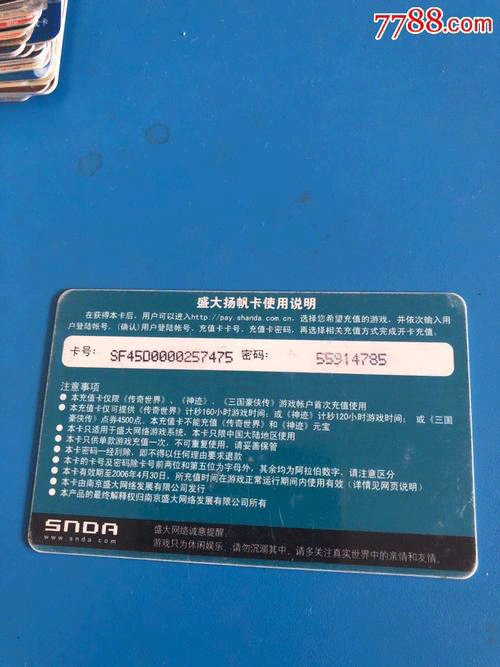 7788.com
盛大扬帆卡使用说明
在获得本卡后，用户可以进入http://pay.shanda.com.cn，选择您希望充值的游戏，并依次输入用
户登陆帐号，(确认)用户登陆帐号，充值卡卡号、充值卡密码，再选择相关充值方式完成开卡充值。
卡号: SF45D0000257475 密码: 55914785
注意事项
● 本充值卡仅限《传奇世界》、《神迹》、《三国豪侠传》游戏帐户首次充值使用
● 本充值卡仅可提供《传奇世界》计秒160小时游戏时间；或《神迹》计秒120小时游戏时间； 或《三国
豪侠传》点券4500点。本充值卡不能充值《传奇世界》和《神迹》元宝
● 本卡只适用于盛大网络游戏系统，本卡只限中国大陆地区使用
● 本卡只供单款游戏充值一次，不可重复使用，请妥善保管
● 本卡密码一经刮除，即不得以任何理由要求退款
● 本卡的卡号及密码除卡号前两位和第五位为字母外，其余均为阿拉伯数字，请注意区分
● 本卡有效期至2006年4月30日，所充值时间在游戏正常运行期间内使用有效（详情见网页说明）
● 本卡由南京盛大网络发展有限公司发行
● 本产品的最终解释权归南京盛大网络发展有限公司所有
SNDA
www.snda.com
盛大网络诚意提醒：
游戏只为休闲娱乐，请勿沉溺其中，请多关注真实世界中的亲情和友情。